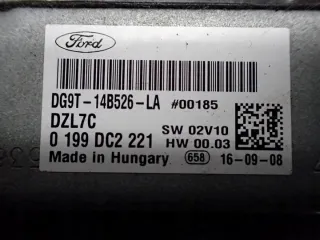 Ford
DG9T-14B526-LA #00185
DZL7C
SW 02V10
0 199 DC2 221
HW 00.03
Made in Hungary 658 16-09-08